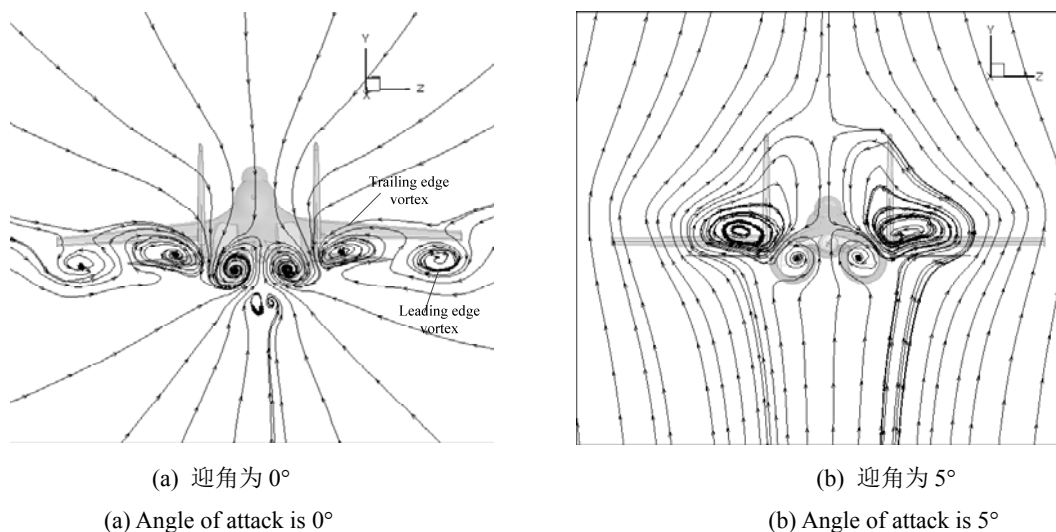 Y
X
Z
Trailing edge
vortex
Leading edge
vortex
Y
X
Z
(a) 迎角为 0°
(b) 迎角为 5°
(a) Angle of attack is 0°
(b) Angle of attack is 5°